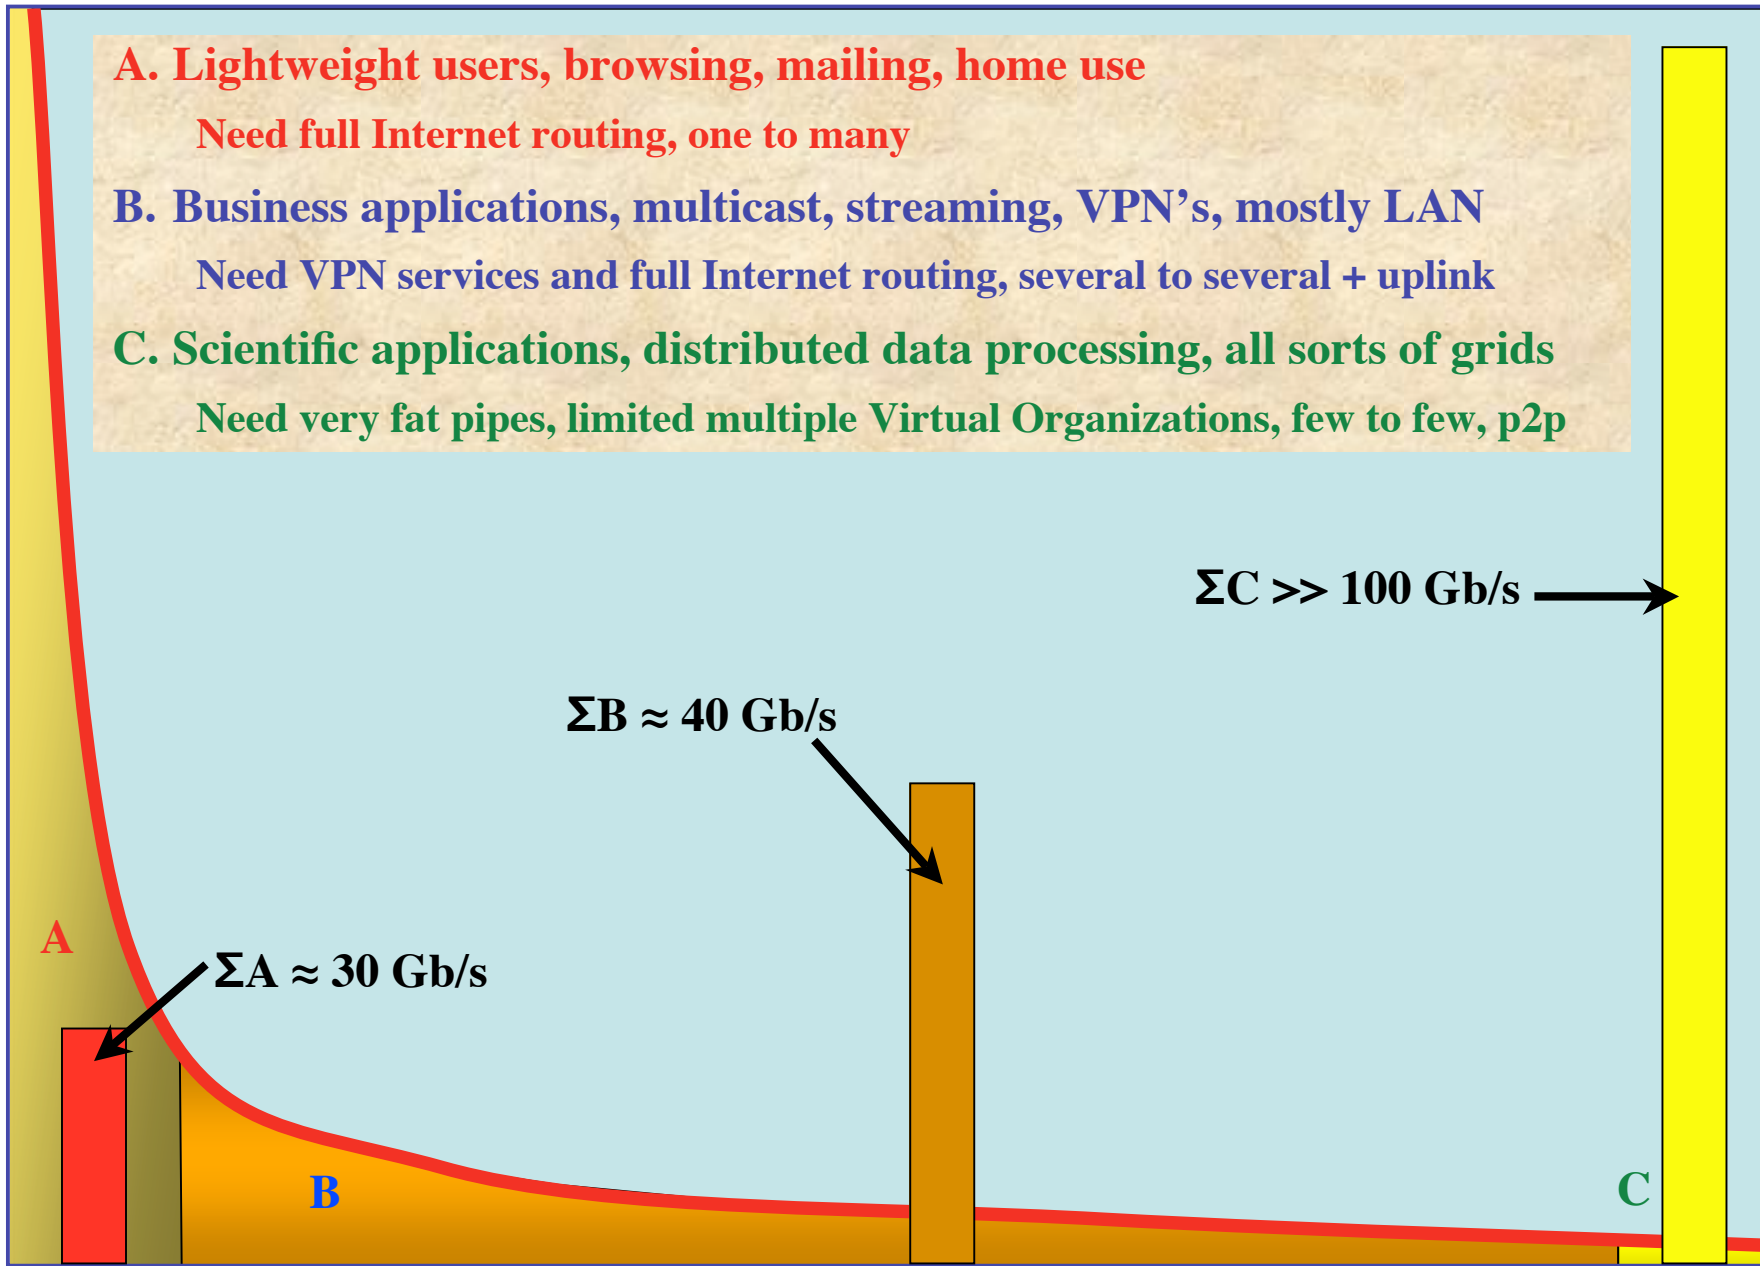 A. Lightweight users, browsing, mailing, home use
Need full Internet routing, one to many
B. Business applications, multicast, streaming, VPN’s, mostly LAN
Need VPN services and full Internet routing, several to several + uplink
C. Scientific applications, distributed data processing, all sorts of grids
Need very fat pipes, limited multiple Virtual Organizations, few to few, p2p
ΣC >> 100 Gb/s
ΣB ≈ 40 Gb/s
A
ΣA ≈ 30 Gb/s
B
C